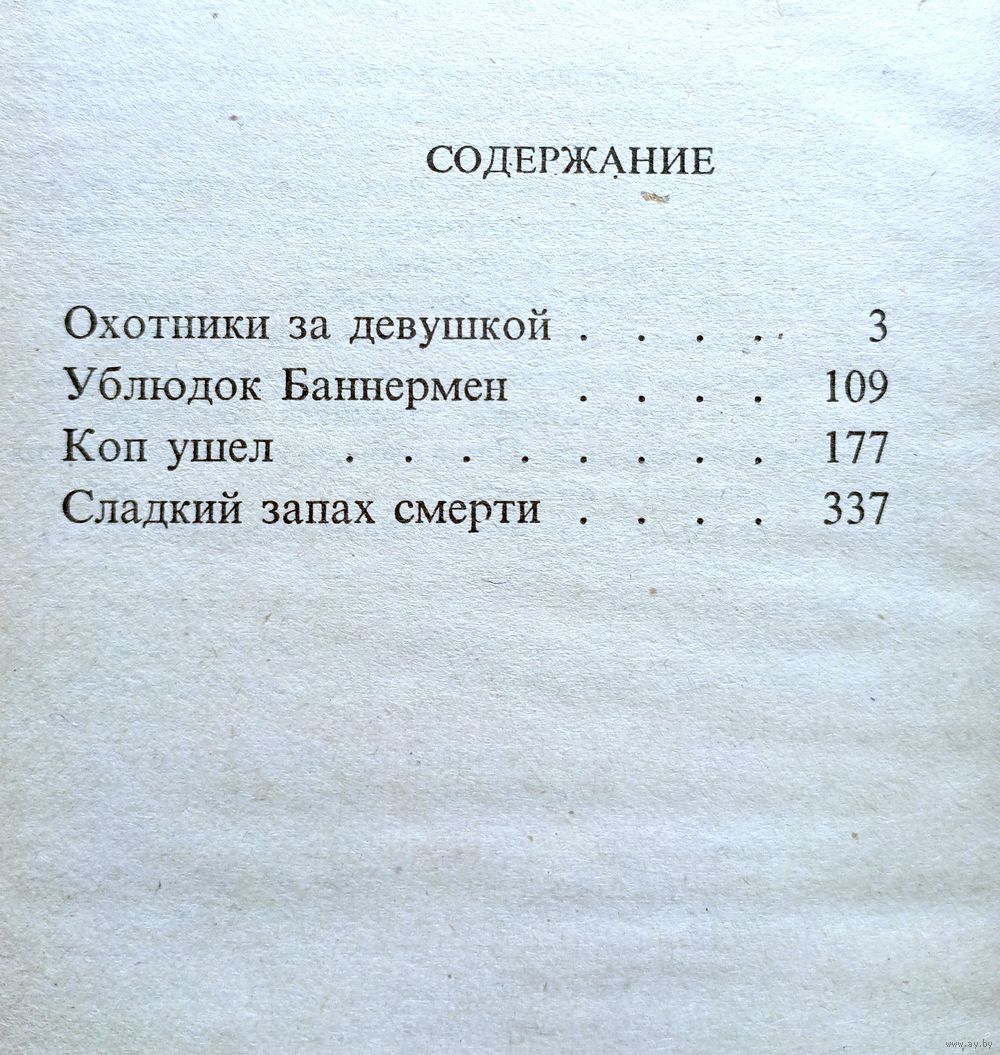 СОДЕРЖАНИЕ
Охотники за девушкой . . . . 3
Ублюдок Баннермен . . . . 109
Коп ушел . . . . . . . . 177
Сладкий запах смерти . . . . 337
www.ay.by